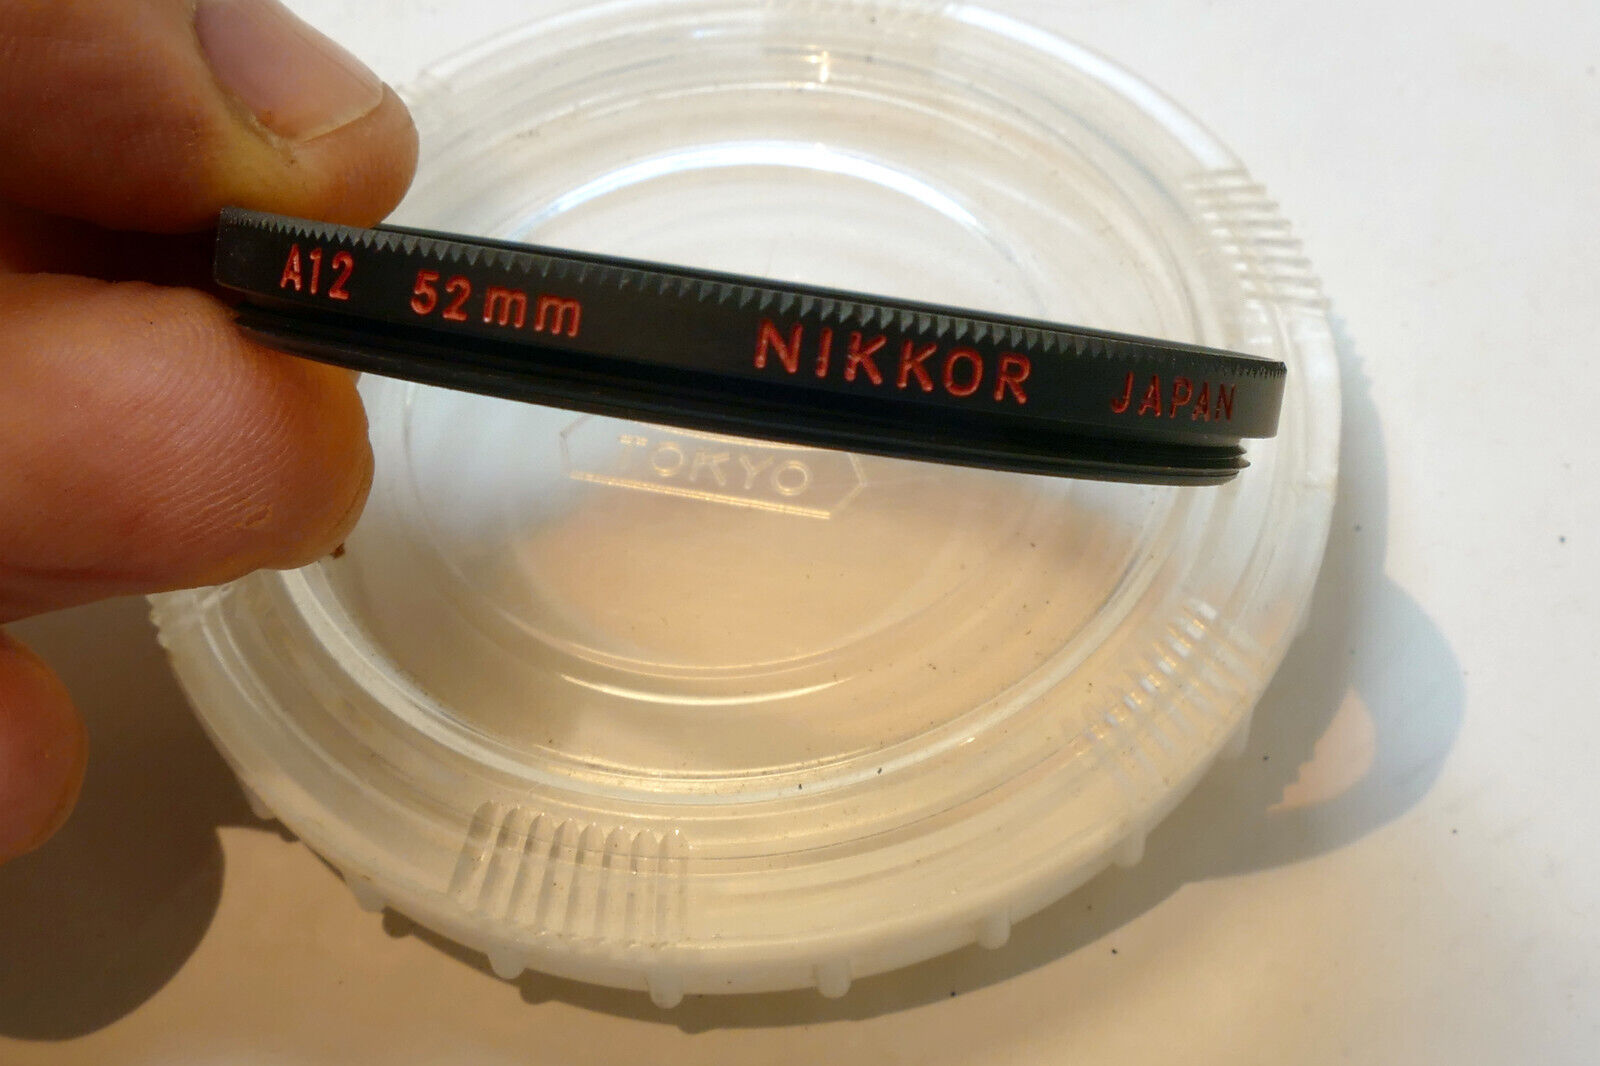 A12 52mm NIKKOR JAPAN
TOKYO